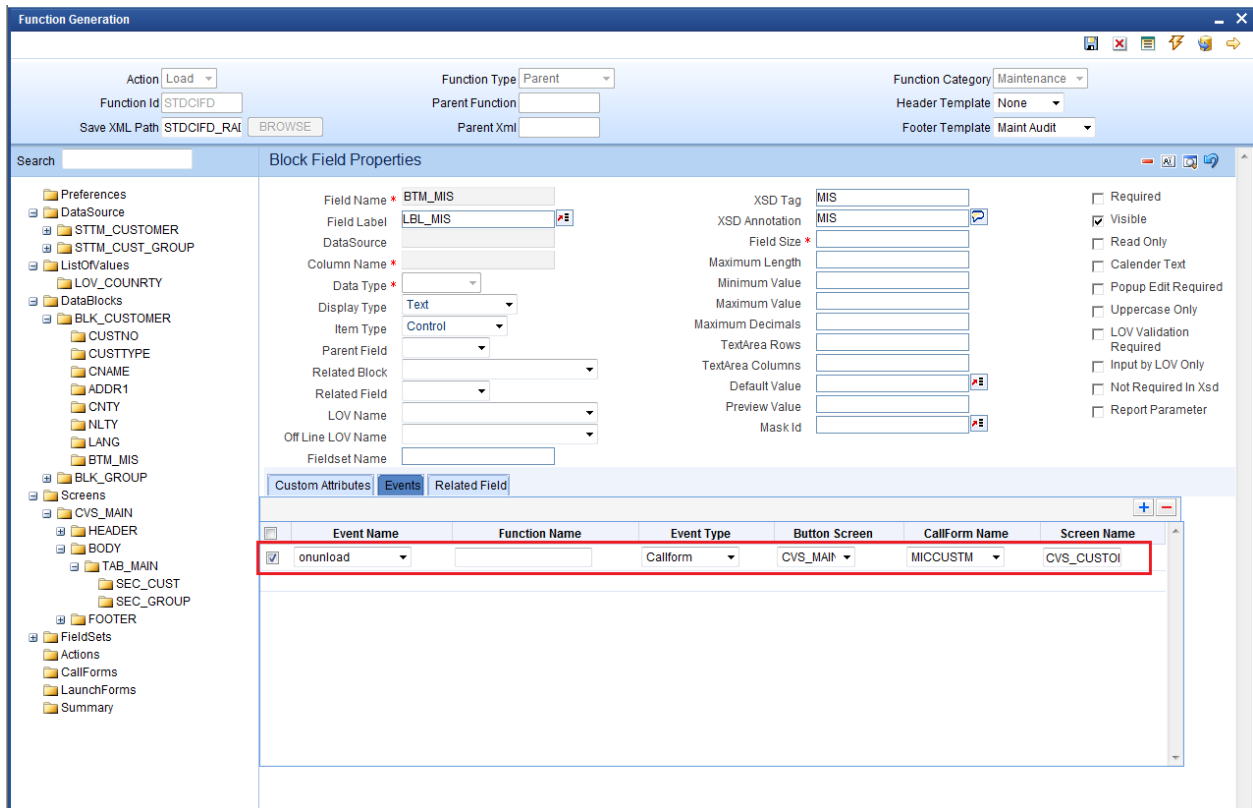 Function Generation
Action Load
Function Type Parent
Function Category Maintenance
Function Id STDCIFD
Parent Function
Header Template None
Save XML Path STDCIFD_RAD BROWSE
Parent Xml
Footer Template Maint Audit
Search
Block Field Properties
Preferences
DataSource
STTM_CUSTOMER
STTM_CUST_GROUP
ListOfValues
LOV_COUNRTY
DataBlocks
BLK_CUSTOMER
CUSTNO
CUSTTYPE
CNAME
ADDR1
CNTY
NLTY
LANG
BTM_MIS
BLK_GROUP
Screens
CVS_MAIN
HEADER
BODY
TAB_MAIN
SEC_CUST
SEC_GROUP
FOOTER
FieldSets
Actions
CallForms
LaunchForms
Summary
Field Name * BTM_MIS
Field Label LBL_MIS
DataSource
Column Name *
Data Type *
Display Type Text
Item Type Control
Parent Field
Related Block
Related Field
LOV Name
Off Line LOV Name
Fieldset Name
XSD Tag MIS
XSD Annotation MIS
Field Size *
Maximum Length
Minimum Value
Maximum Value
Maximum Decimals
TextArea Rows
TextArea Columns
Default Value
Preview Value
Mask Id
Required
Visible
Read Only
Calender Text
Popup Edit Required
Uppercase Only
LOV Validation
Required
Input by LOV Only
Not Required In Xsd
Report Parameter
Custom Attributes Events Related Field
Event Name Function Name Event Type Button Screen CallForm Name Screen Name
onunload Callform CVS_MAIN MICCUSTM CVS_CUSTOI